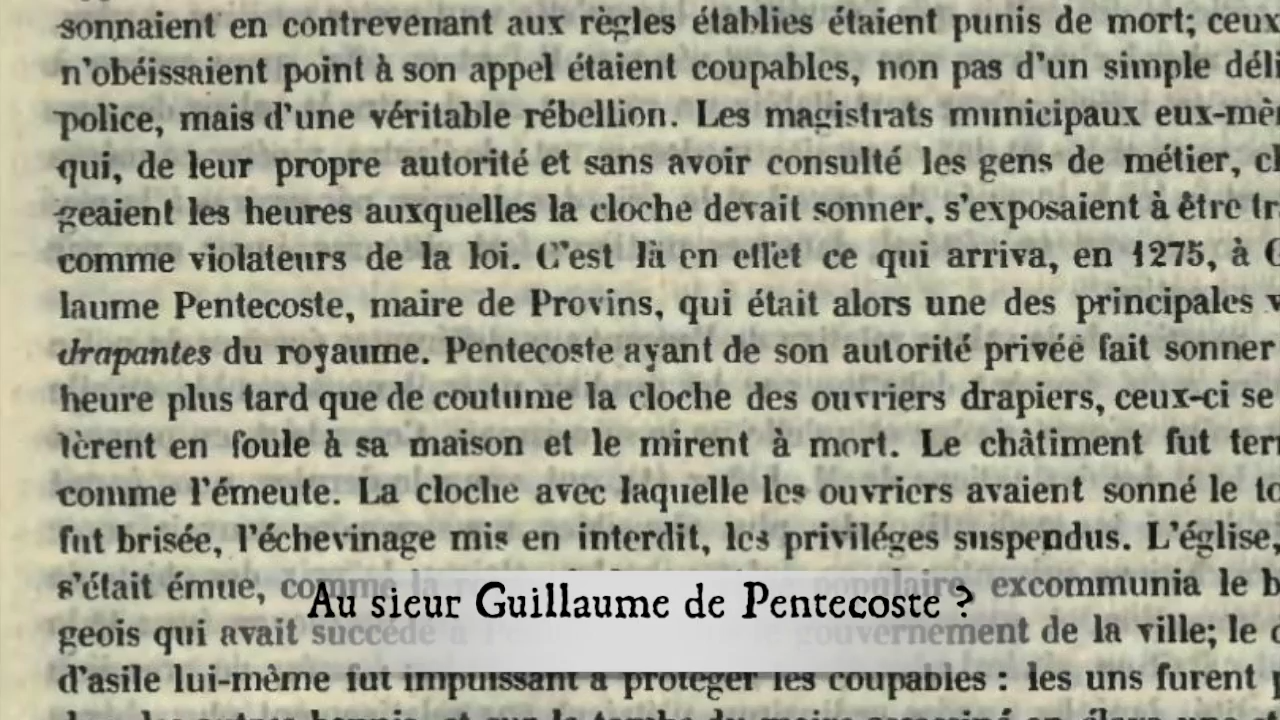 sonnaient en contrevenant aux règles établies étaient punis de mort; ceux
n'obéissaient point à son appel étaient coupables, non pas d'un simple déli
police, mais d'une véritable rébellion. Les magistrats municipaux eux-mê
qui, de leur propre autorité et sans avoir consulté les gens de métier, c
geaient les heures auxquelles la cloche devait sonner, s'exposaient à être tr
comme violateurs de la loi. C'est là en effet ce qui arriva, en 1275, à G
laume Pentecoste, maire de Provins, qui était alors une des principales v
drapantes du royaume. Pentecoste ayant de son autorité privée fait sonner
heure plus tard que de coutume la cloche des ouvriers drapiers, ceux-ci se
tèrent en foule à sa maison et le mirent à mort. Le châtiment fut terr
comme l'émeute. La cloche avec laquelle les ouvriers avaient sonné le to
fut brisée, l'échevinage mis en interdit, les priviléges suspendus. L'église,
s'était émue, comme la populaire excommunia le b
Au sieur Guillaume de Pentecoste ?
geois qui avait succédé à gouvernement de la ville; le d
d'asile lui-même fut impuissant à protéger les coupables : les uns furent p